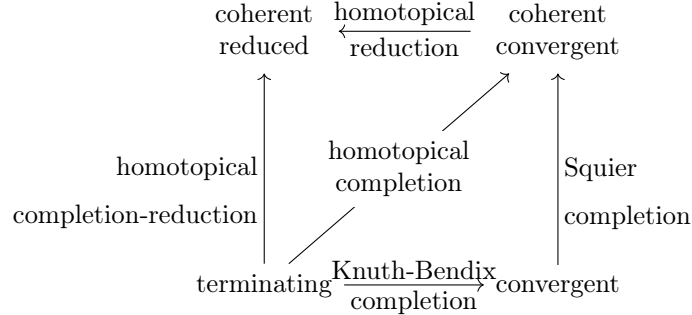 coherent
reduced
homotopical
reduction
coherent
convergent
homotopical
completion-reduction
homotopical
completion
Squier
completion
terminating
Knuth-Bendix
completion
convergent